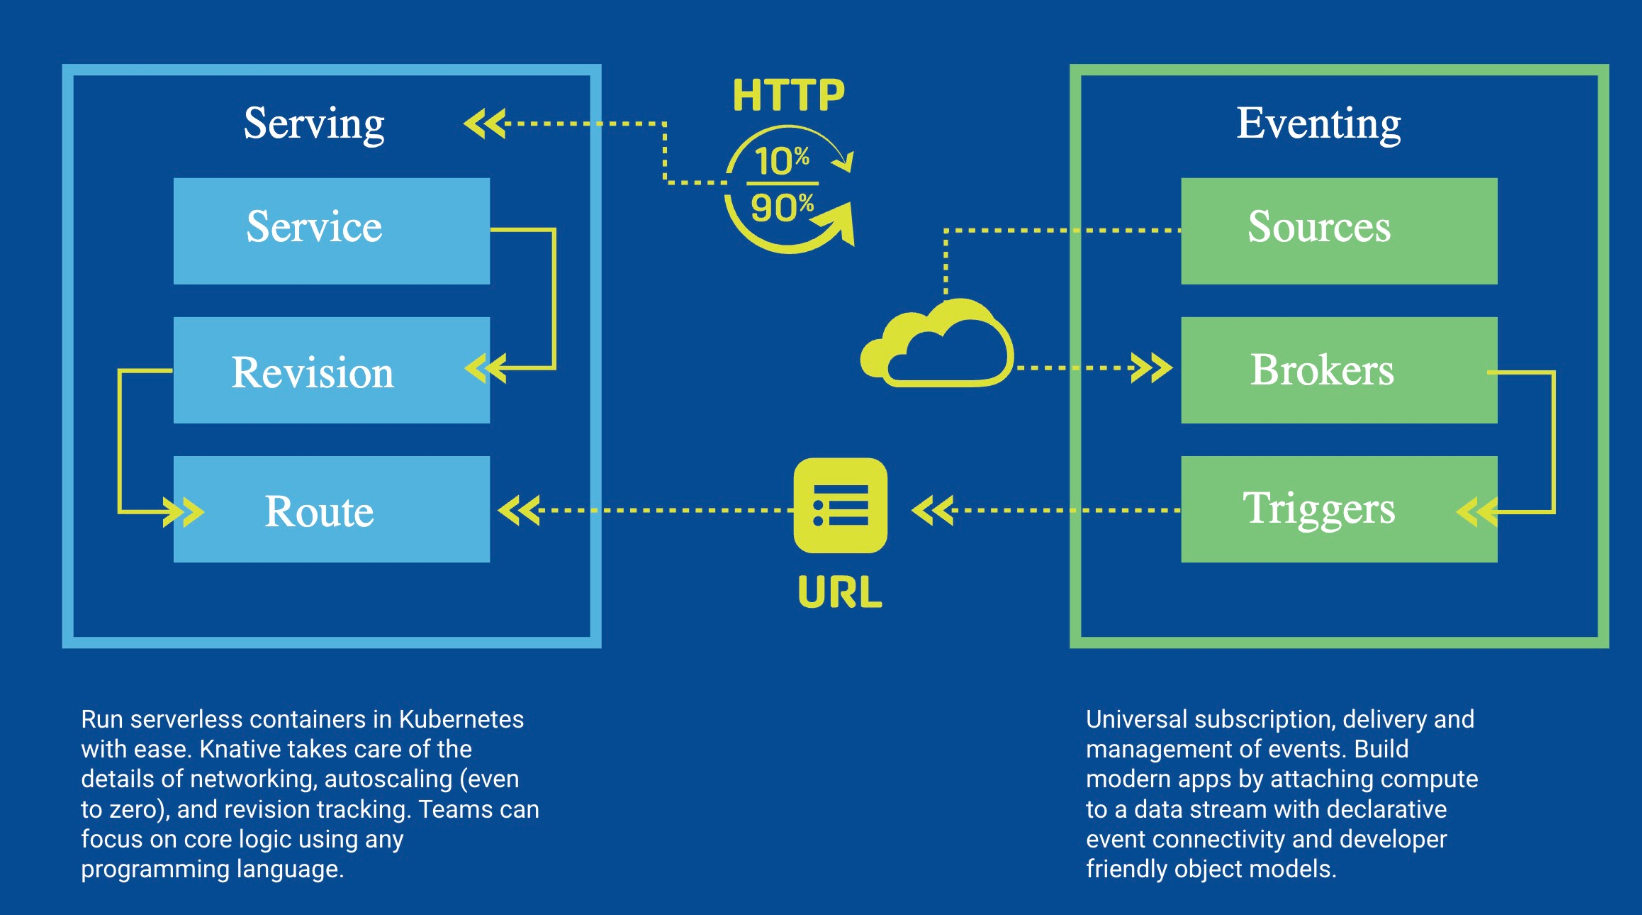 Serving
Service
Revision
Route
HTTP
10%
90%
URL
Eventing
Sources
Brokers
Triggers
Run serverless containers in Kubernetes
with ease. Knative takes care of the
details of networking, autoscaling (even
to zero), and revision tracking. Teams can
focus on core logic using any
programming language.
Universal subscription, delivery and
management of events. Build
modern apps by attaching compute
to a data stream with declarative
event connectivity and developer
friendly object models.